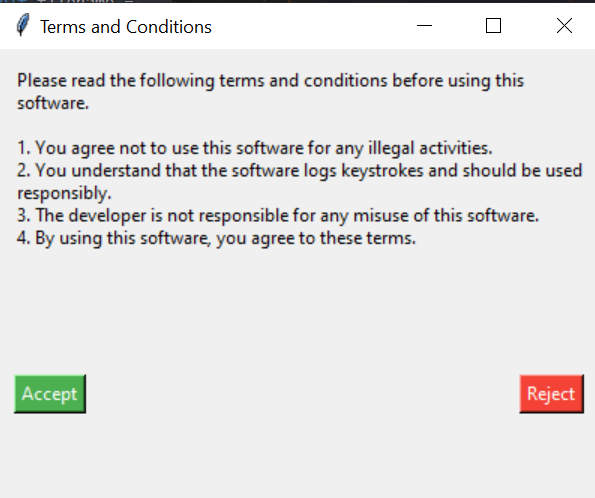 Terms and Conditions
Please read the following terms and conditions before using this
software.
1. You agree not to use this software for any illegal activities.
2. You understand that the software logs keystrokes and should be used
responsibly.
3. The developer is not responsible for any misuse of this software.
4. By using this software, you agree to these terms.
Accept
Reject